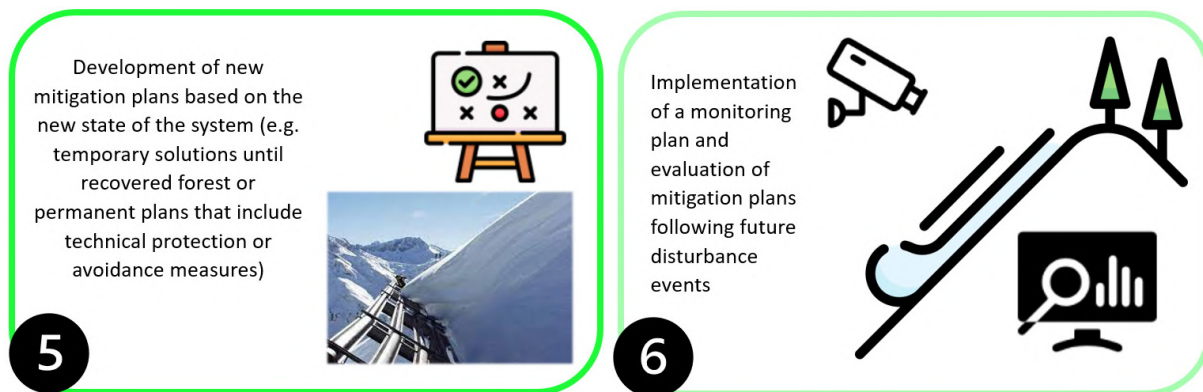 Development of new
mitigation plans based on the
new state of the system (e.g.
temporary solutions until
recovered forest or
permanent plans that include
technical protection or
avoidance measures)
5
Implementation
of a monitoring
plan and
evaluation of
mitigation plans
following future
disturbance
events
6